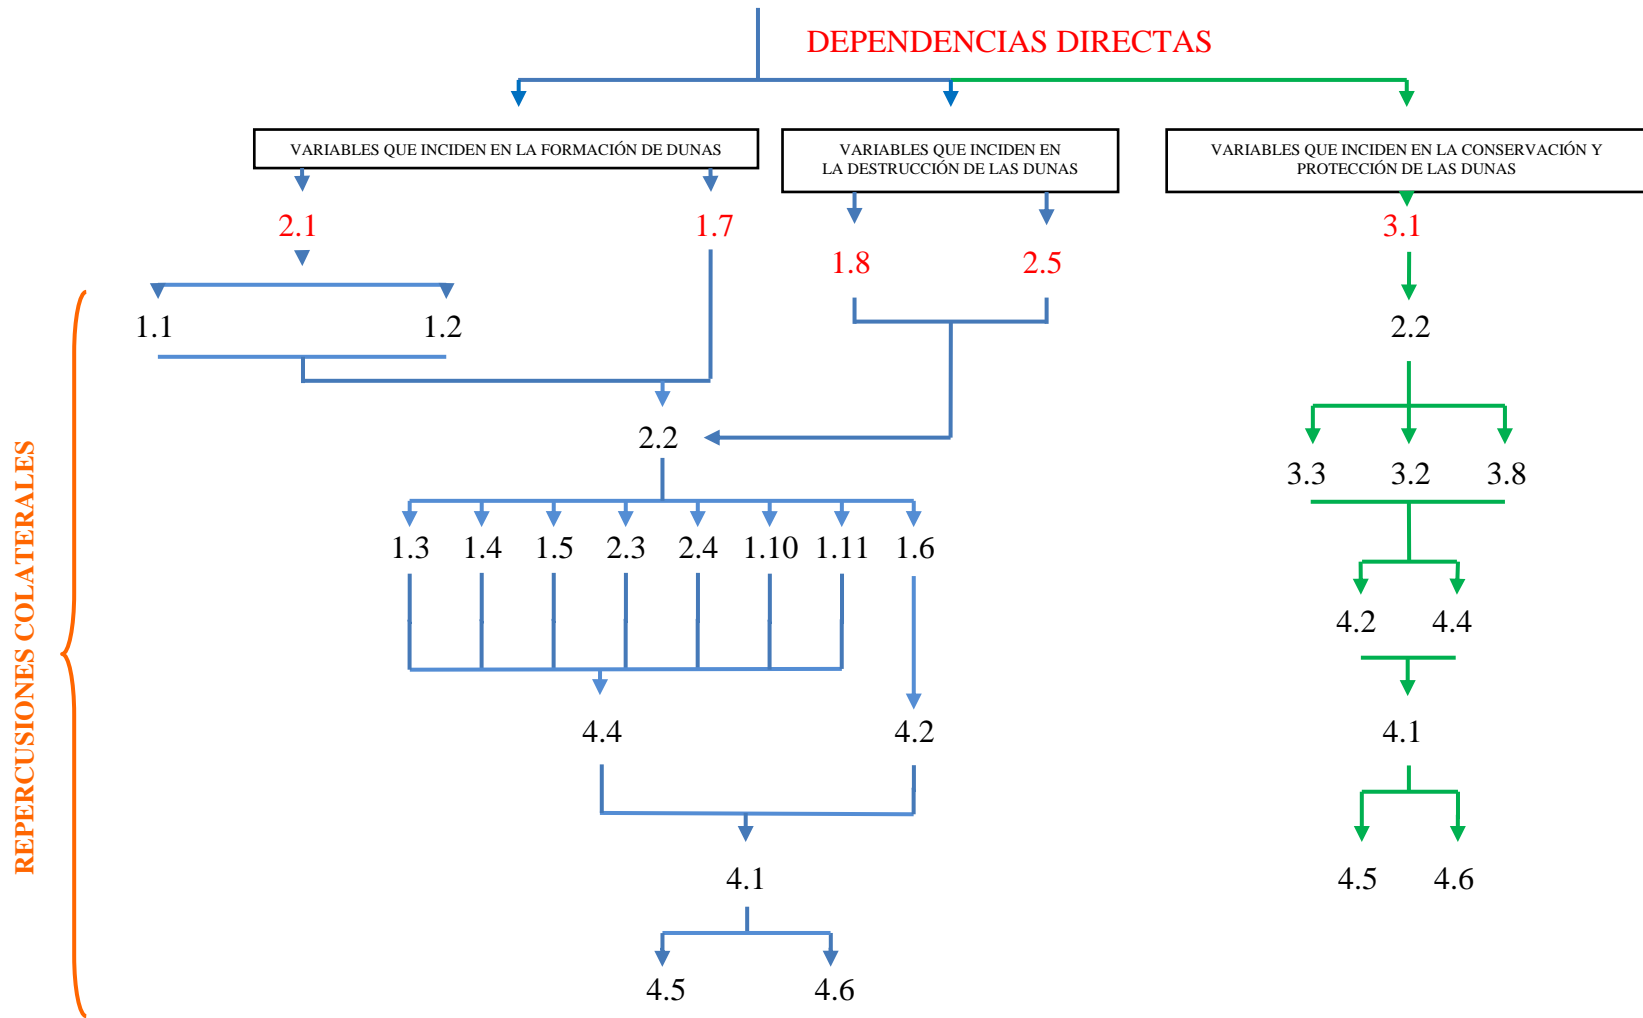 DEPENDENCIAS DIRECTAS
VARIABLES QUE INCIDEN EN LA FORMACIÓN DE DUNAS
VARIABLES QUE INCIDEN EN
LA DESTRUCCIÓN DE LAS DUNAS
VARIABLES QUE INCIDEN EN LA CONSERVACIÓN Y
PROTECCIÓN DE LAS DUNAS
2.1 1.7 3.1
1.8 2.5
1.1 1.2 2.2
2.2
3.3 3.2 3.8
1.3 1.4 1.5 2.3 2.4 1.10 1.11 1.6
4.2 4.4
4.4 4.2 4.1
4.1 4.5 4.6
4.5 4.6
REPERCUSIONES COLATERALES